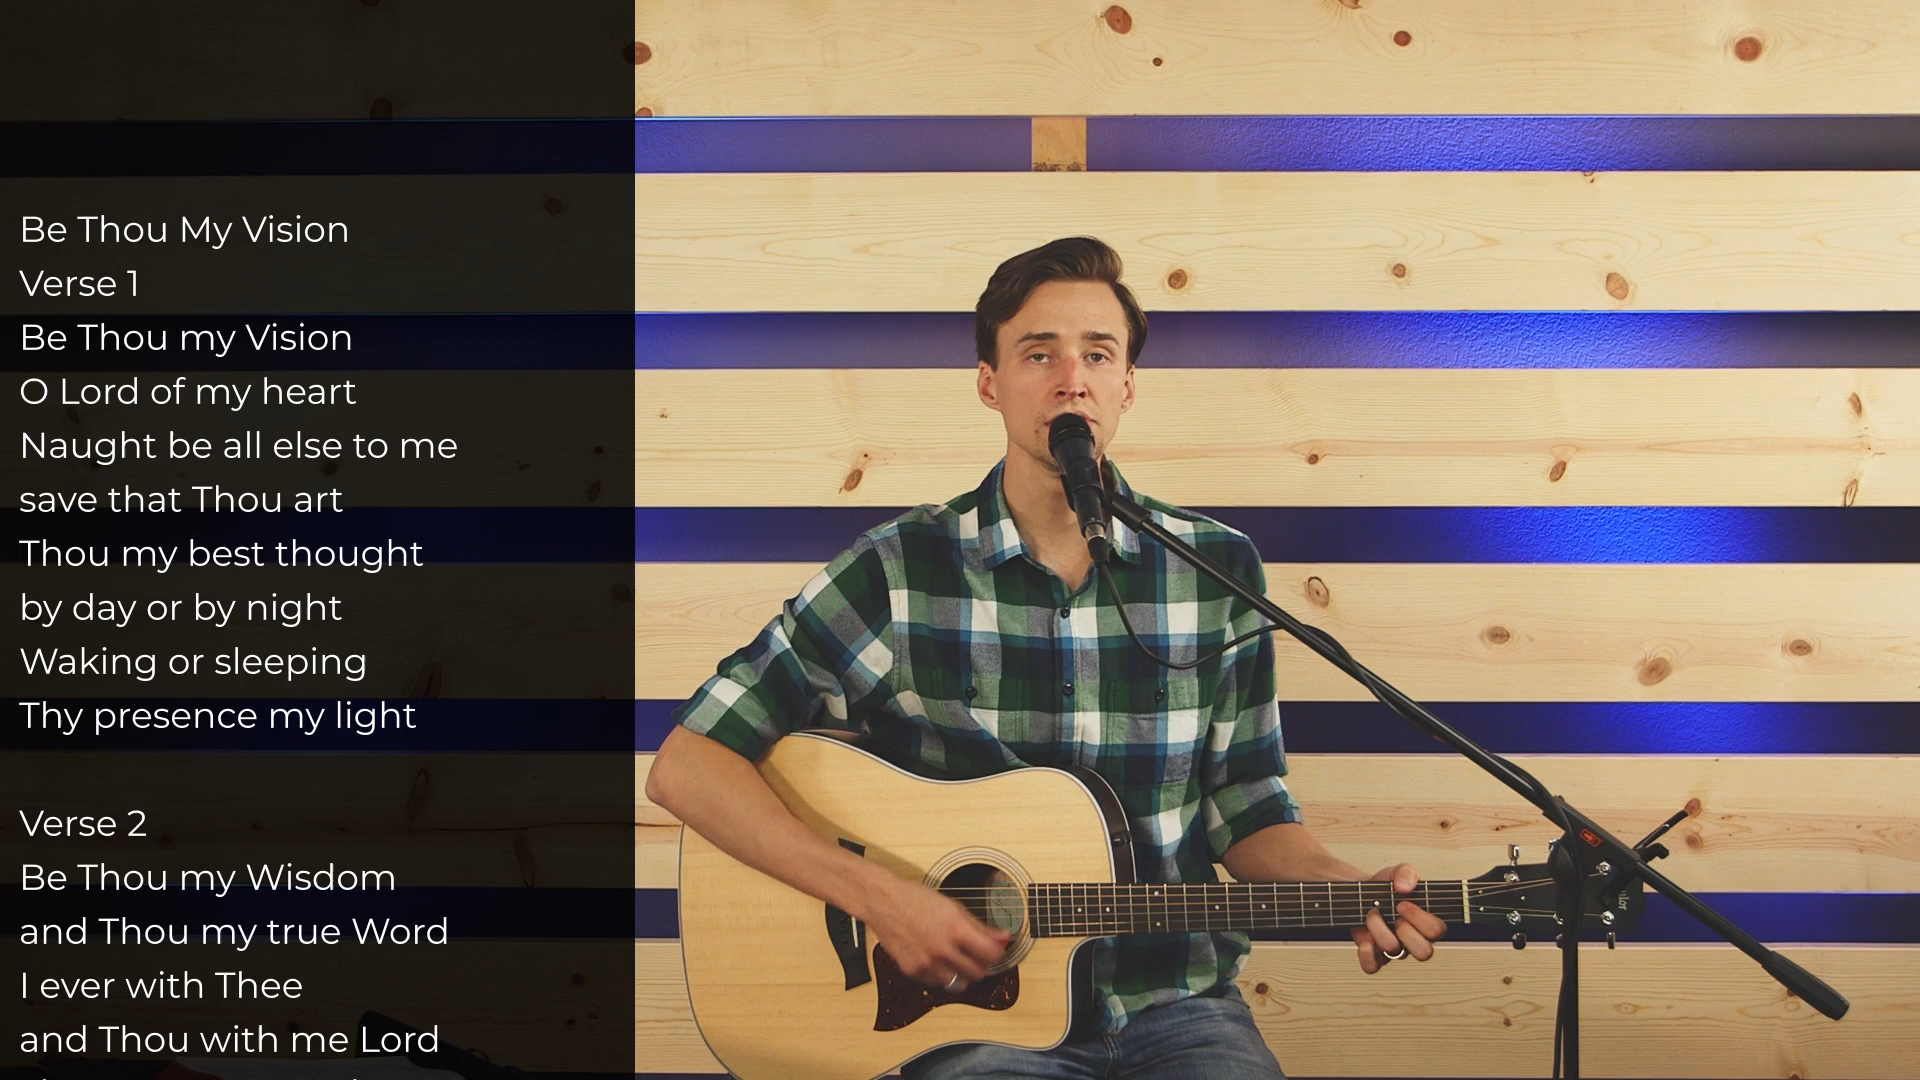 Be Thou My Vision
Verse 1
Be Thou my Vision
O Lord of my heart
Naught be all else to me
save that Thou art
Thou my best thought
by day or by night
Waking or sleeping
Thy presence my light
Verse 2
Be Thou my Wisdom
and Thou my true Word
I ever with Thee
and Thou with me Lord